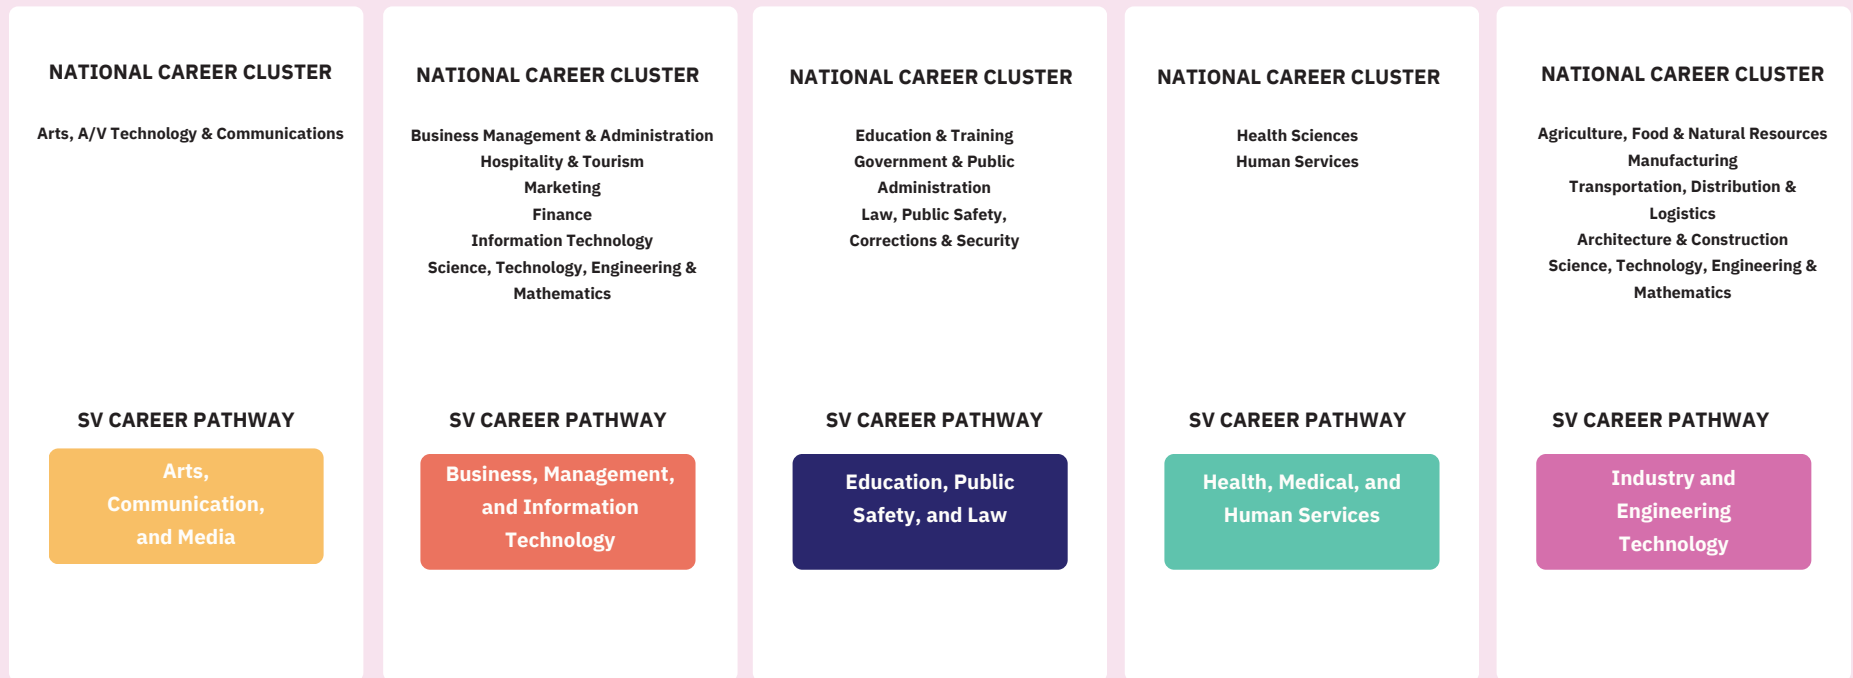 NATIONAL CAREER CLUSTER
Arts, A/V Technology & Communications
SV CAREER PATHWAY
Arts,
Communication,
and Media
NATIONAL CAREER CLUSTER
Business Management & Administration
Hospitality & Tourism
Marketing
Finance
Information Technology
Science, Technology, Engineering &
Mathematics
SV CAREER PATHWAY
Business, Management,
and Information
Technology
NATIONAL CAREER CLUSTER
Education & Training
Government & Public
Administration
Law, Public Safety,
Corrections & Security
SV CAREER PATHWAY
Education, Public
Safety, and Law
NATIONAL CAREER CLUSTER
Health Sciences
Human Services
SV CAREER PATHWAY
Health, Medical, and
Human Services
NATIONAL CAREER CLUSTER
Agriculture, Food & Natural Resources
Manufacturing
Transportation, Distribution &
Logistics
Architecture & Construction
Science, Technology, Engineering &
Mathematics
SV CAREER PATHWAY
Industry and
Engineering
Technology